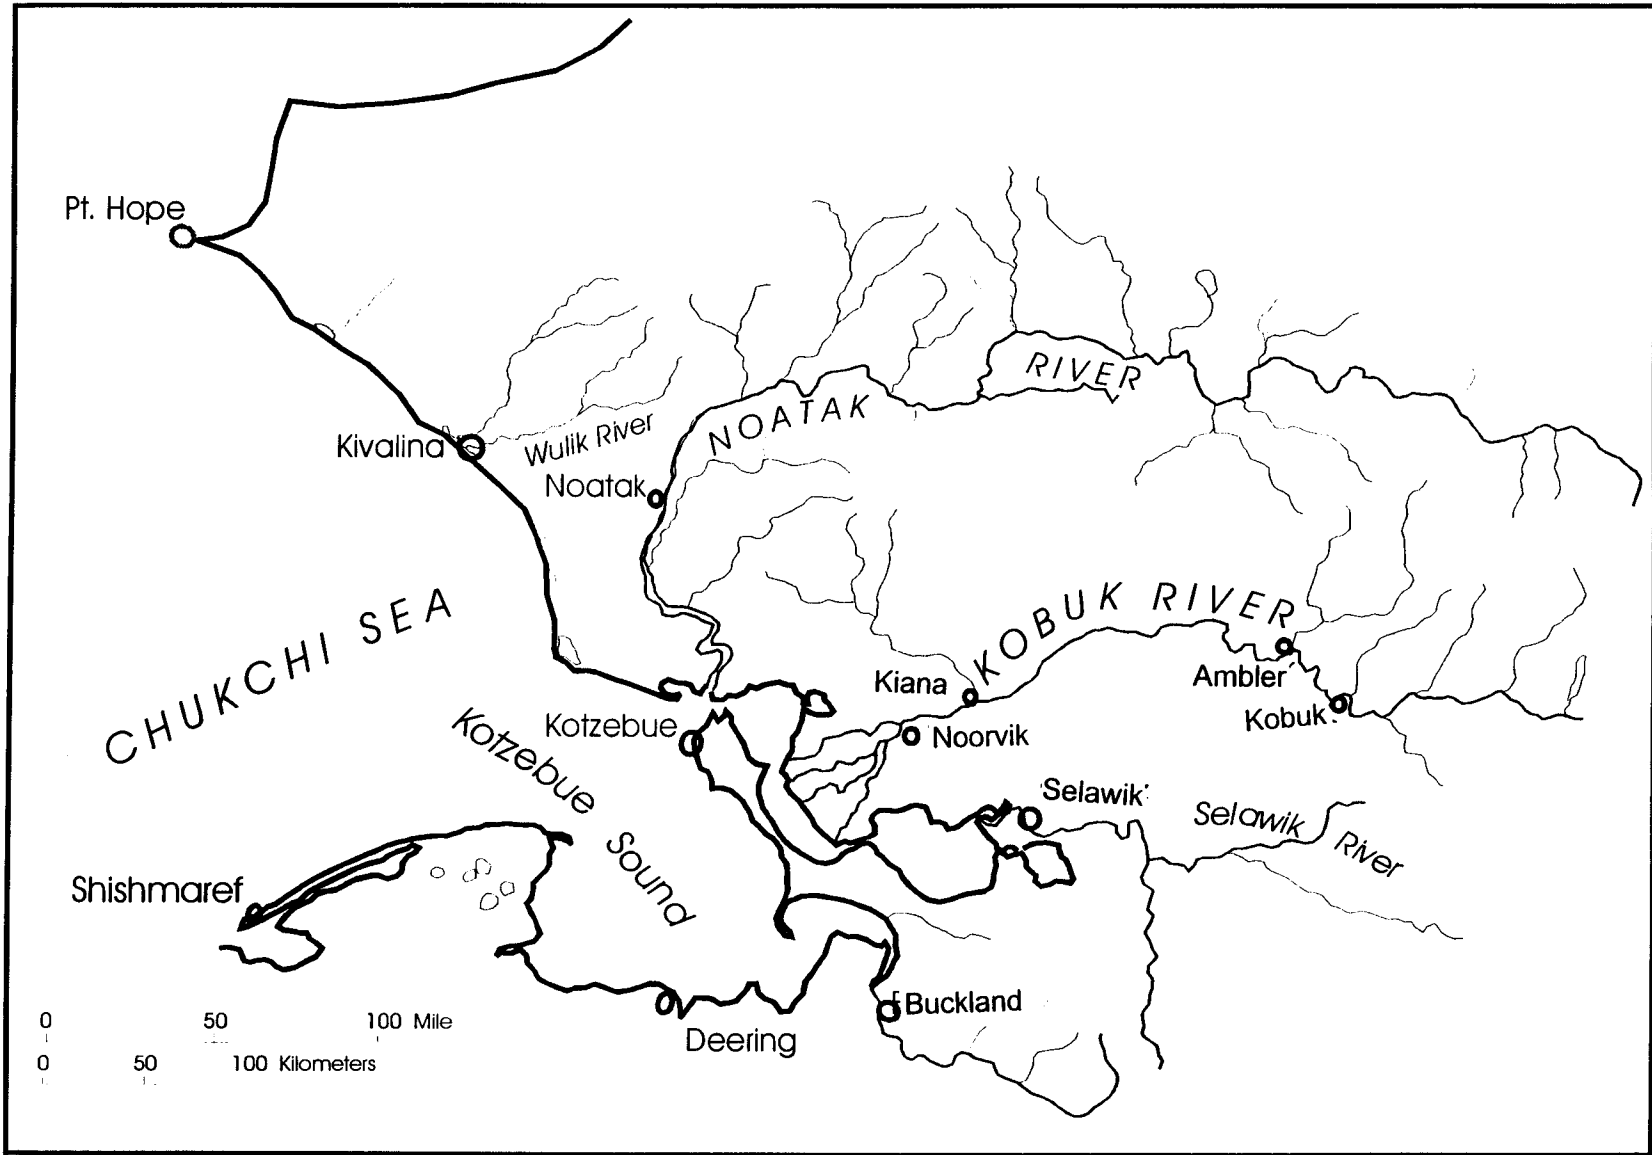 Pt. Hope
RIVER
NOATAK
Kivalina
Wulik River
Noatak
CHUKCHI SEA
KOBUK RIVER
Kiana
Ambler
Kobuk
Kotzebue
Noorvik
Kotzebue Sound
Selawik
Selawik River
Shishmaref
Buckland
Deering
0 50 100 Mile
0 50 100 Kilometers